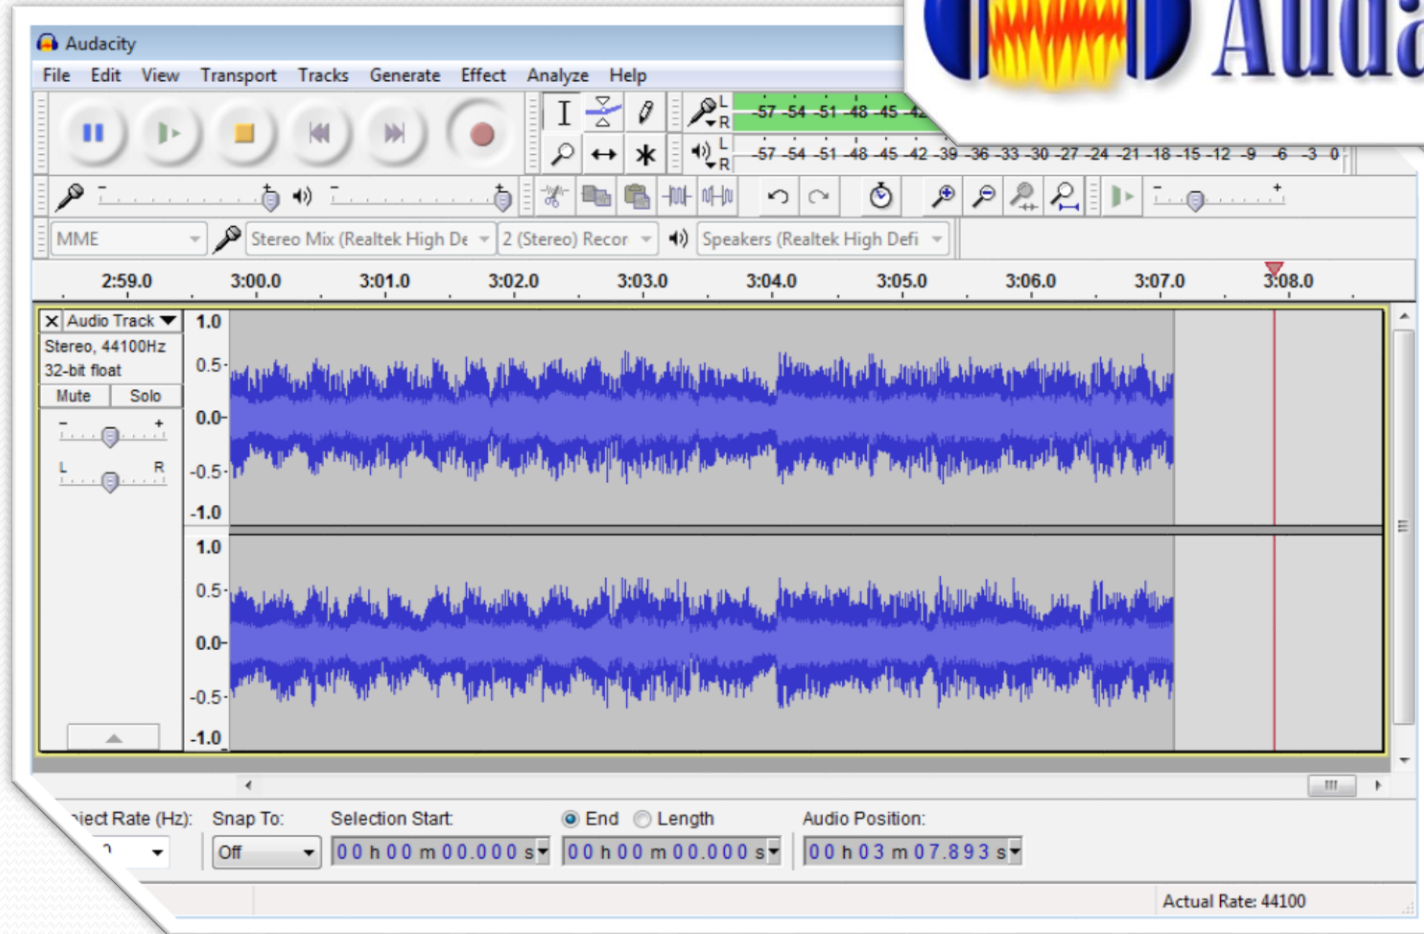 Auda
Audacity
File Edit View Transport Tracks Generate Effect Analyze Help
L
R
-57 -54 -51 -48 -45 -42
L
R
-57 -54 -51 -48 -45 -42 -39 -36 -33 -30 -27 -24 -21 -18 -15 -12 -9 -6 -3 0
- + - + - +
MME Stereo Mix (Realtek High De 2 (Stereo) Recor Speakers (Realtek High Defi
2:59.0 3:00.0 3:01.0 3:02.0 3:03.0 3:04.0 3:05.0 3:06.0 3:07.0 3:08.0
X Audio Track 1.0
Stereo, 44100Hz
32-bit float
0.5
Mute Solo
0.0
- +
L R
-0.5
-1.0
1.0
0.5
0.0
-0.5
-1.0
ject Rate (Hz): Snap To: Selection Start: End Length Audio Position:
Off 00 h 00 m 00.000 s 00 h 00 m 00.000 s 00 h 03 m 07.893 s
Actual Rate: 44100